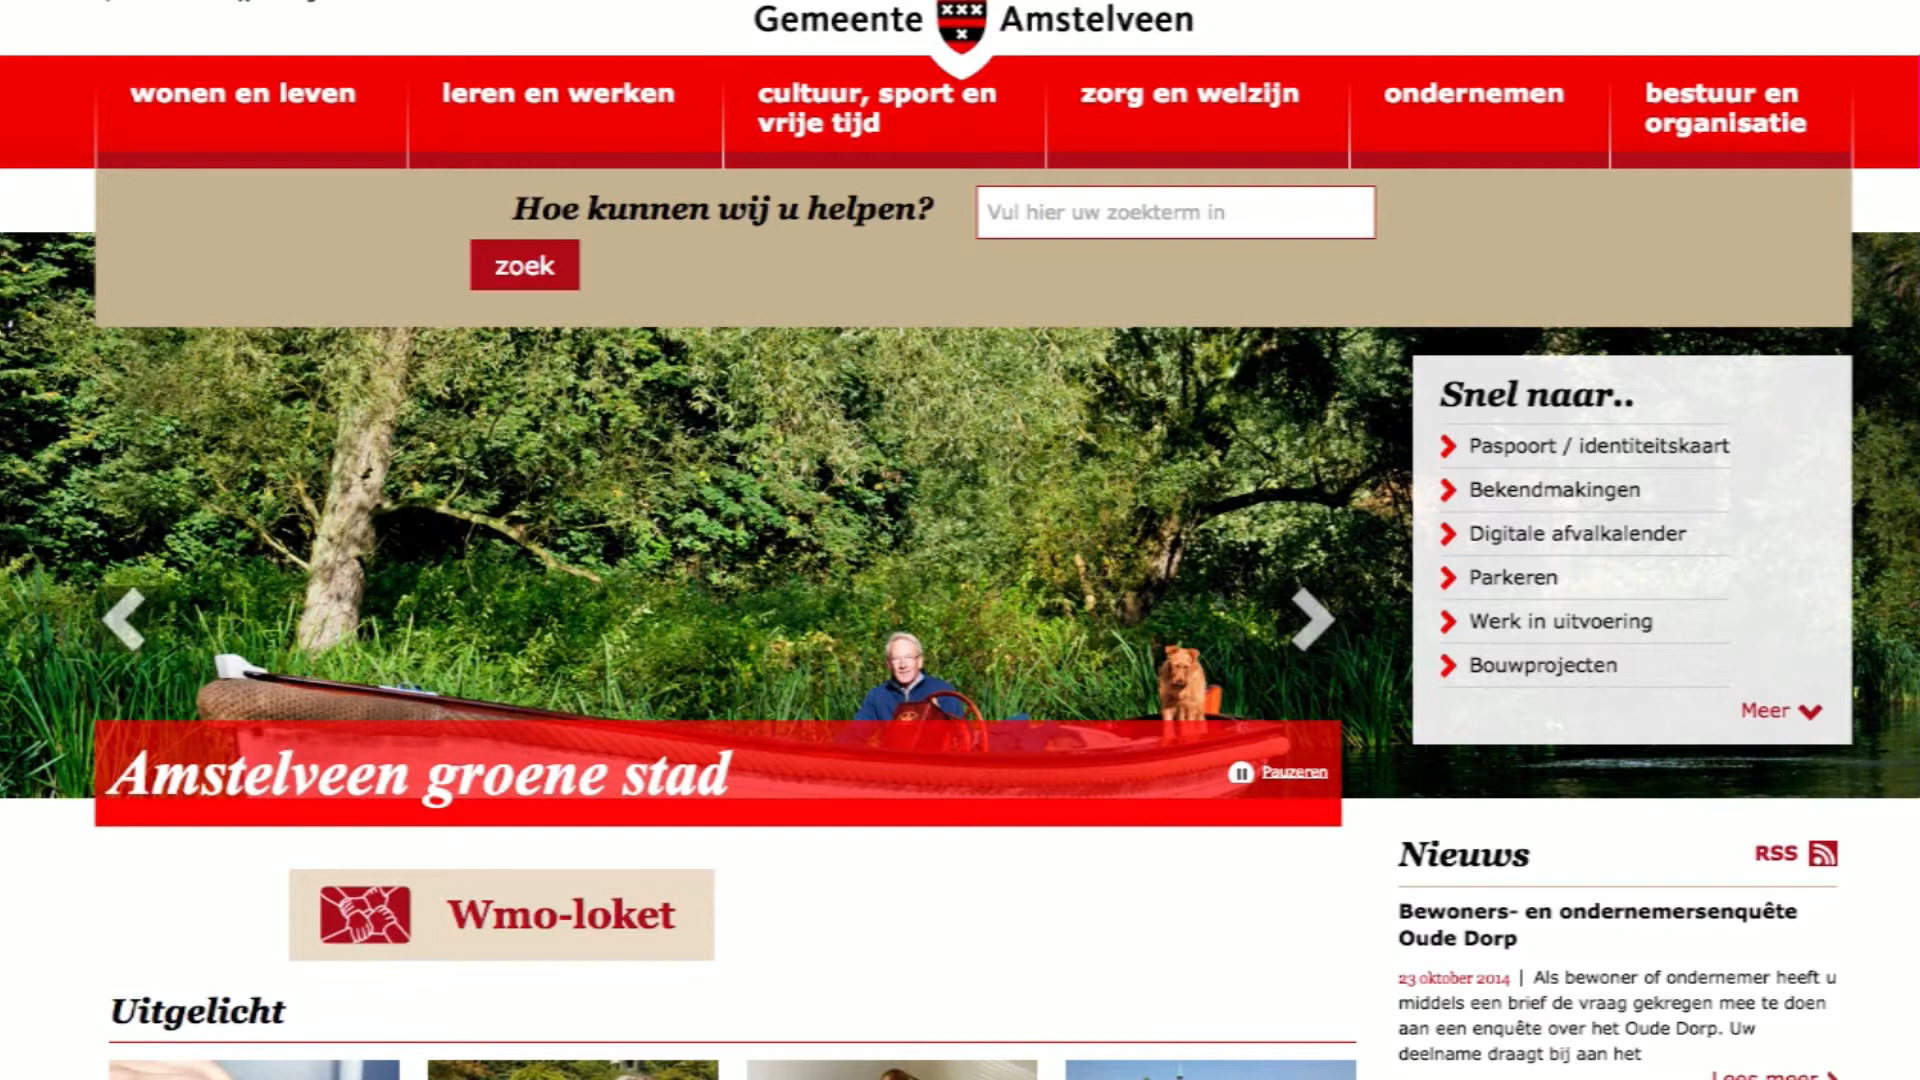 Gemeente Amstelveen
wonen en leven
leren en werken
cultuur, sport en
vrije tijd
zorg en welzijn
ondernemen
bestuur en
organisatie
Hoe kunnen wij u helpen?
Vul hier uw zoekterm in
zoek
Snel naar..
Paspoort / identiteitskaart
Bekendmakingen
Digitale afvalkalender
Parkeren
Werk in uitvoering
Bouwprojecten
Meer
Amstelveen groene stad
Pauzeren
Wmo-loket
Uitgelicht
Nieuws
RSS
Bewoners- en ondernemersenquête
Oude Dorp
23 oktober 2014 | Als bewoner of ondernemer heeft u
middels een brief de vraag gekregen mee te doen
aan een enquête over het Oude Dorp. Uw
deelname draagt bij aan het
Lees meer